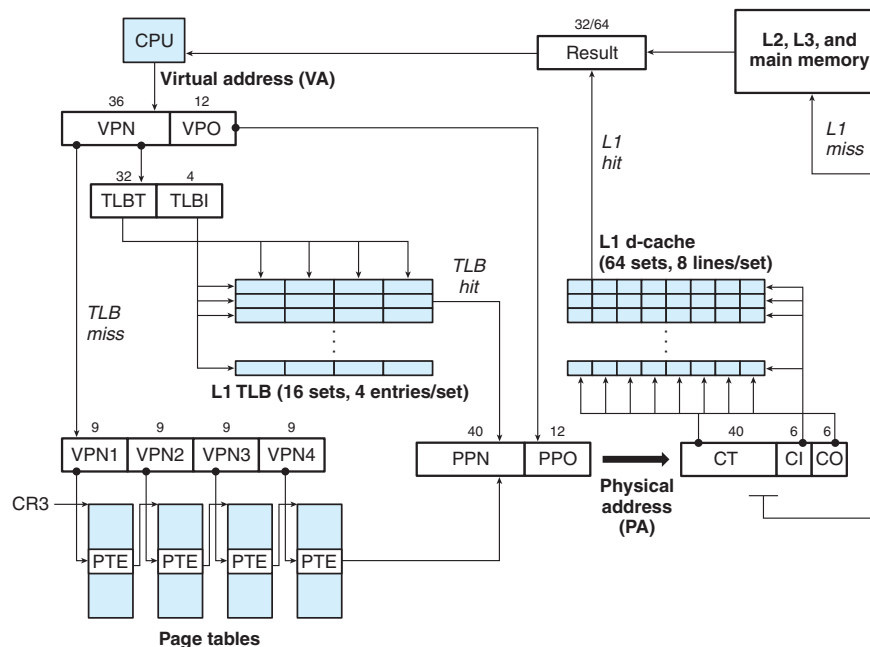 32/64
CPU
Result
L2, L3, and
main memory
Virtual address (VA)
36
12
VPN
VPO
L1
hit
L1
miss
32
4
TLBT
TLBI
TLB
hit
L1 d-cache
(64 sets, 8 lines/set)
TLB
miss
L1 TLB (16 sets, 4 entries/set)
9
9
9
9
VPN1
VPN2
VPN3
VPN4
40
12
PPN
PPO
40
6
6
CT
CI
CO
Physical
address
(PA)
CR3
PTE
PTE
PTE
PTE
Page tables